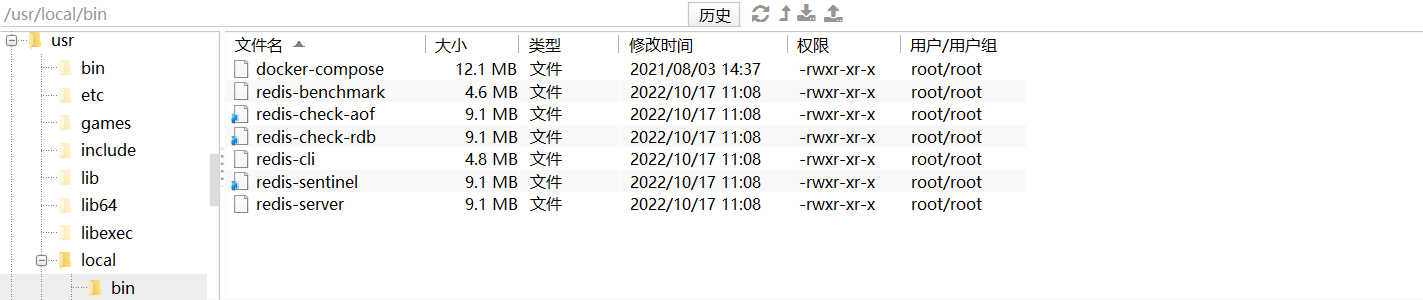 /usr/local/bin 历史
usr
bin
etc
games
include
lib
lib64
libexec
local
bin
文件名 大小 类型 修改时间 权限 用户/用户组
docker-compose 12.1 MB 文件 2021/08/03 14:37 -rwxr-xr-x root/root
redis-benchmark 4.6 MB 文件 2022/10/17 11:08 -rwxr-xr-x root/root
redis-check-aof 9.1 MB 文件 2022/10/17 11:08 -rwxr-xr-x root/root
redis-check-rdb 9.1 MB 文件 2022/10/17 11:08 -rwxr-xr-x root/root
redis-cli 4.8 MB 文件 2022/10/17 11:08 -rwxr-xr-x root/root
redis-sentinel 9.1 MB 文件 2022/10/17 11:08 -rwxr-xr-x root/root
redis-server 9.1 MB 文件 2022/10/17 11:08 -rwxr-xr-x root/root